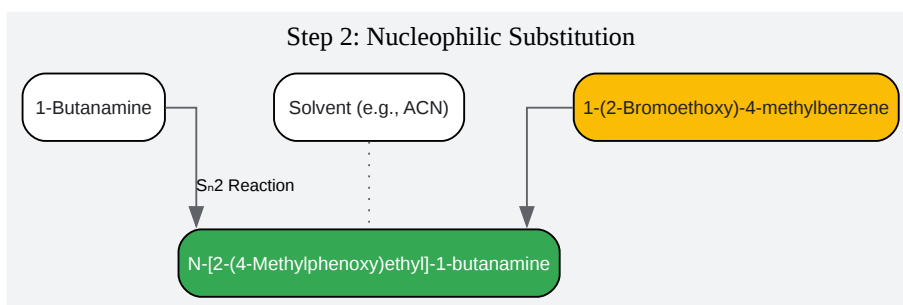 Step 2: Nucleophilic Substitution
1-Butanamine
Solvent (e.g., ACN)
1-(2-Bromoethoxy)-4-methylbenzene
Sₙ2 Reaction
N-[2-(4-Methylphenoxy)ethyl]-1-butanamine